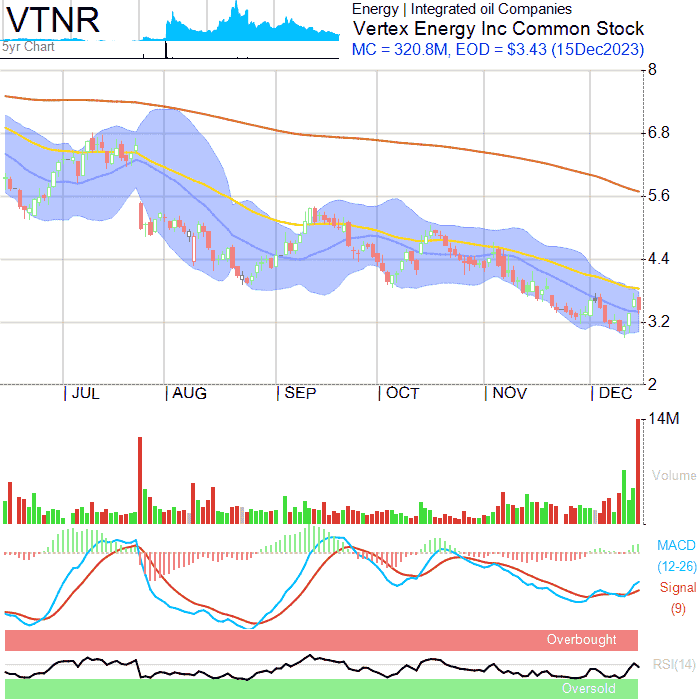 VTNR
5yr Chart
Energy | Integrated oil Companies
Vertex Energy Inc Common Stock
MC = 320.8M, EOD = $3.43 (15Dec2023)
8
6.8
5.6
4.4
3.2
2
JUL AUG SEP OCT NOV DEC
14M
Volume
MACD
(12-26)
Signal
(9)
Overbought
RSI(14)
Oversold